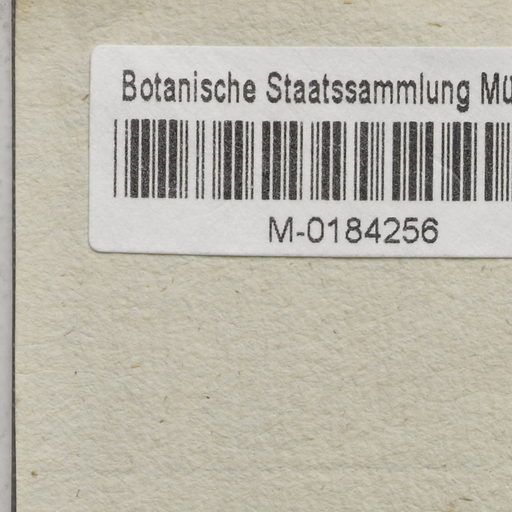 Botanische Staatssammlung Mü
M-0184256